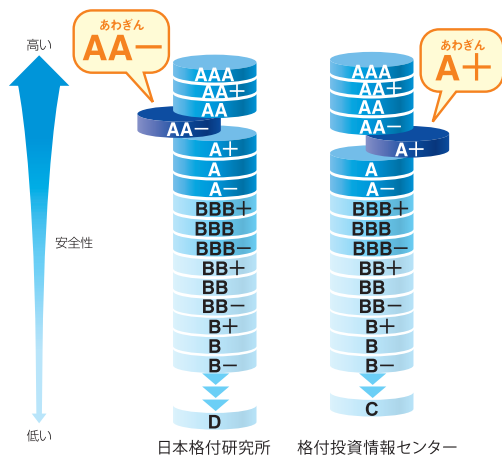 高い
安全性
低い
あわぎん
AA−
AAA
AA+
AA
AA−
A+
A
A−
BBB+
BBB
BBB−
BB+
BB
BB−
B+
B
B−
D
日本格付研究所
あわぎん
A+
AAA
AA+
AA
AA−
A+
A
A−
BBB+
BBB
BBB−
BB+
BB
BB−
B+
B
B−
C
格付投資情報センター